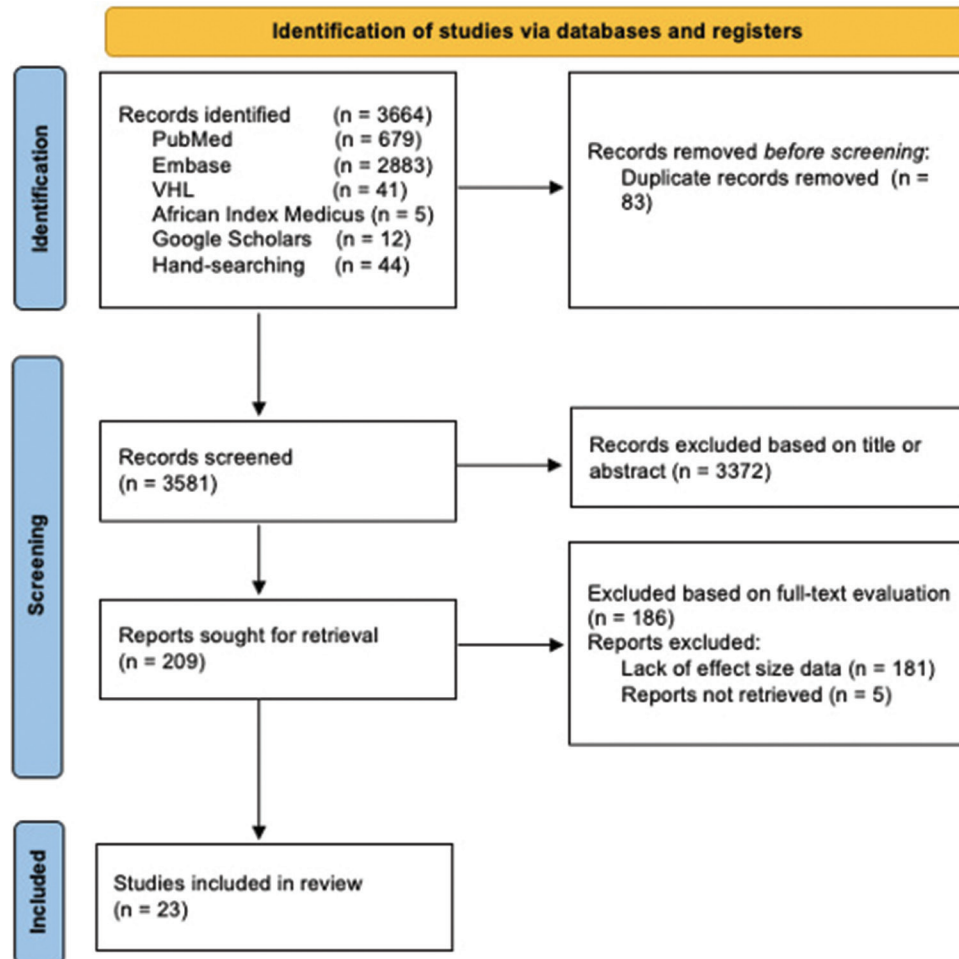 Identification of studies via databases and registers
Identification
Records identified (n = 3664)
PubMed (n = 679)
Embase (n = 2883)
VHL (n = 41)
African Index Medicus (n = 5)
Google Scholars (n = 12)
Hand-searching (n = 44)
Records removed before screening:
Duplicate records removed (n =
83)
Screening
Records screened
(n = 3581)
Records excluded based on title or
abstract (n = 3372)
Reports sought for retrieval
(n = 209)
Excluded based on full-text evaluation
(n = 186)
Reports excluded:
Lack of effect size data (n = 181)
Reports not retrieved (n = 5)
Included
Studies included in review
(n = 23)